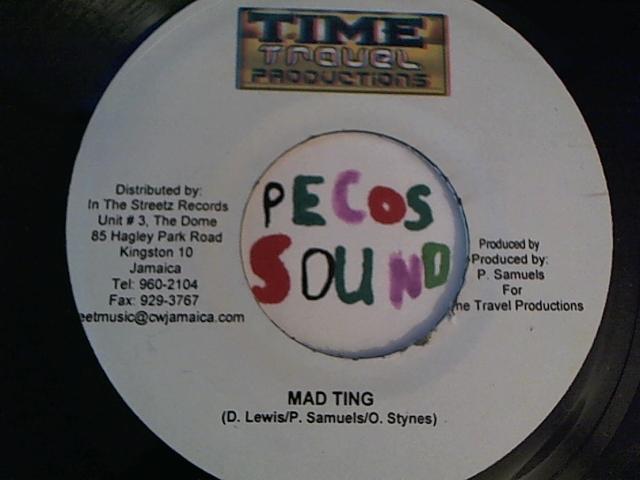 TIME
TRAVEL
PRODUCTIONS
Distributed by:
In The Streetz Records
Unit # 3, The Dome
85 Hagley Park Road
Kingston 10
Jamaica
Tel: 960-2104
Fax: 929-3767
eetmusic@cwjamaica.com
PECOS
SOUND
Produced by
Produced by:
P. Samuels
For
me Travel Productions
MAD TING
(D. Lewis/P. Samuels/O. Stynes)